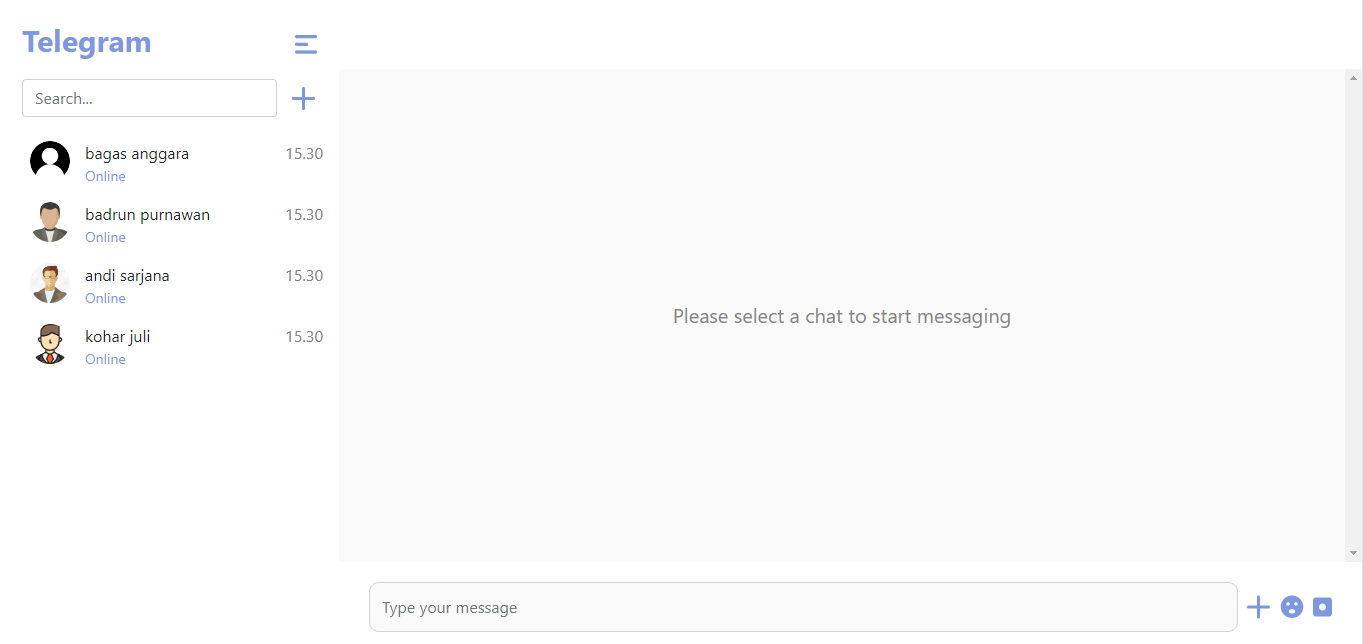 Telegram
Search...
bagas anggara 15.30
Online
badrun purnawan 15.30
Online
andi sarjana 15.30
Online
kohar juli 15.30
Online
Please select a chat to start messaging
Type your message